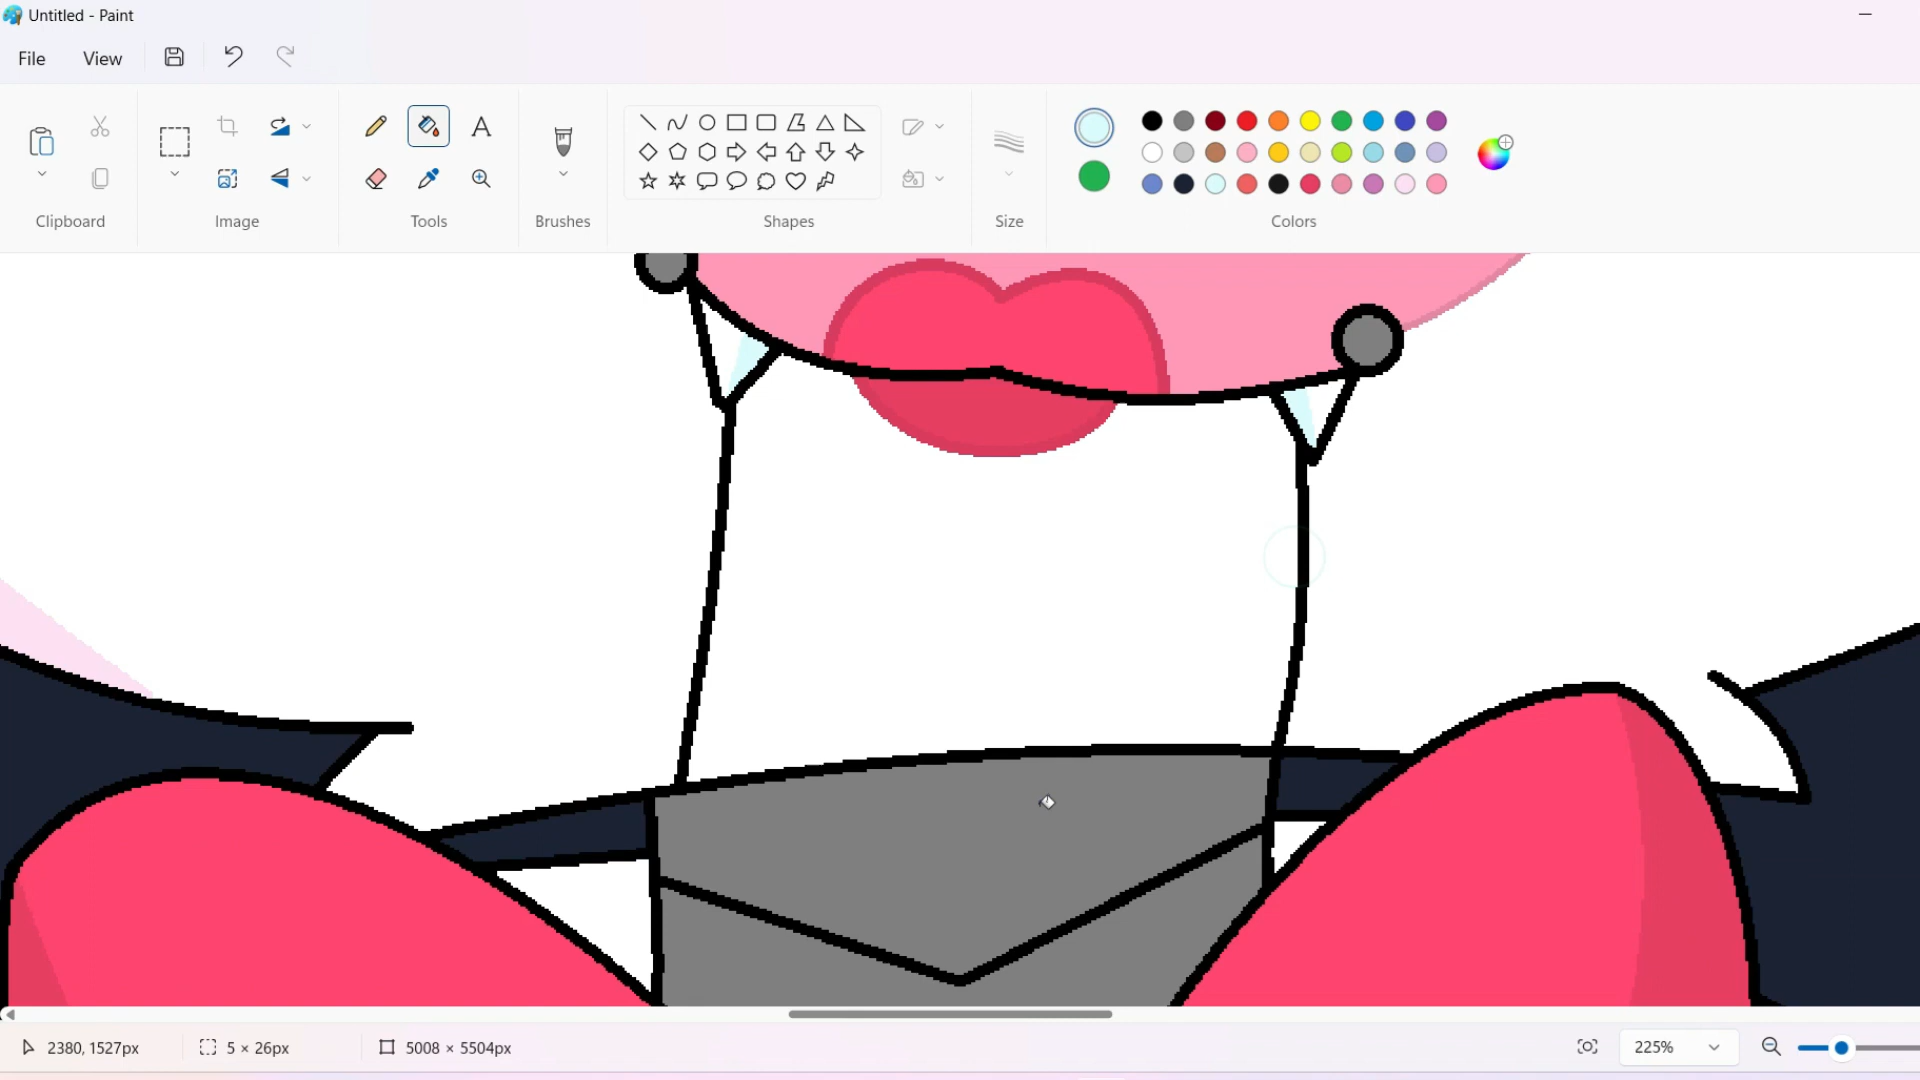 Untitled - Paint
File View
A
Clipboard Image Tools Brushes Shapes Size Colors
2380, 1527px 5 × 26px 5008 × 5504px 225%